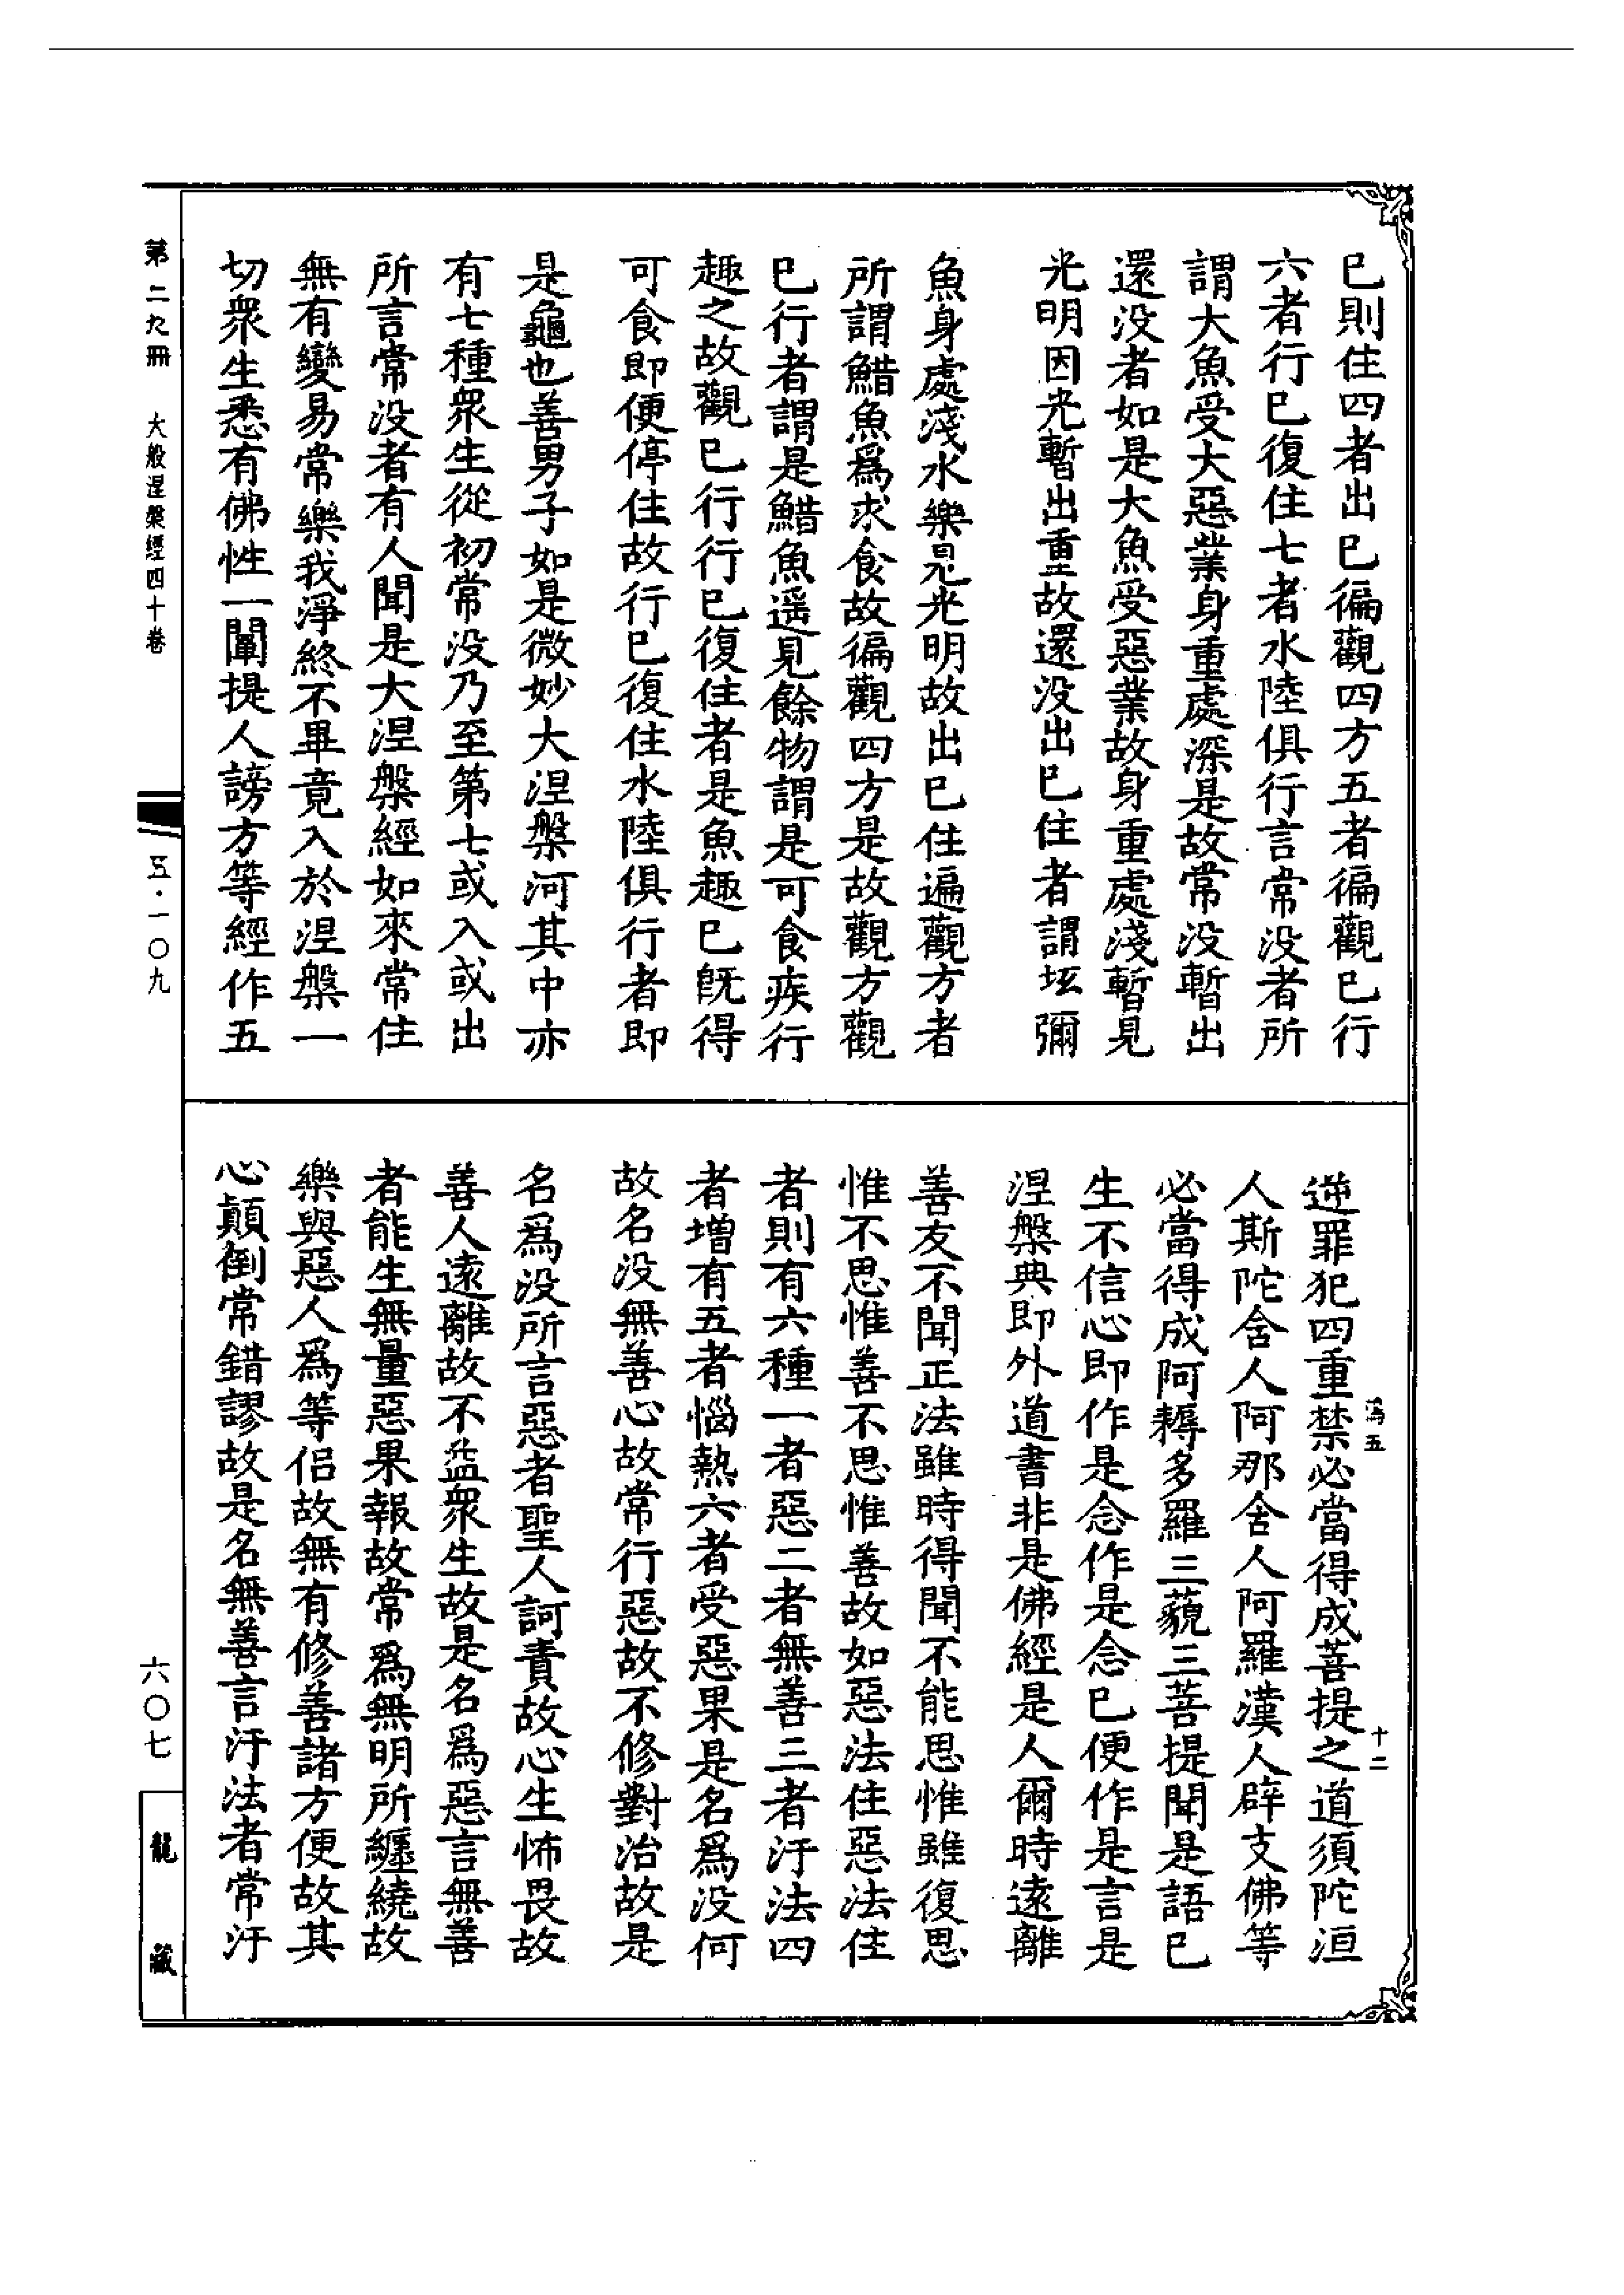 已則住四者出已徧觀四方五者徧觀已行
六者行已復住七者水陸俱行言常没者所
謂大魚受大惡業身重處深是故常没暫出
還没者如是大魚受惡業故身重處淺暫見
光明因光暫出重故還没出已住者謂坻彌
魚身處淺水樂見光明故出已住遍觀方者
所謂䱜魚爲求食故徧觀四方是故觀方觀
已行者謂是䱜魚遥見餘物謂是可食疾行
趣之故觀已行行已復住者是魚趣已旣得
可食即便停住故行已復住水陸俱行者即
是龜也善男子如是微妙大涅槃河其中亦
有七種衆生從初常没乃至第七或入或出
所言常没者有人聞是大涅槃經如來常住
無有變易常樂我淨終不畢竟入於涅槃一
切衆生悉有佛性一闡提人謗方等經作五
逆罪犯四重禁必當得成菩提之道須陀洹
人斯陀含人阿那含人阿羅漢人辟支佛等
必當得成阿耨多羅三藐三菩提聞是語已
生不信心即作是念作是念已便作是言是
涅槃典即外道書非是佛經是人爾時遠離
善友不聞正法雖時得聞不能思惟雖復思
惟不思惟善不思惟善故如惡法住惡法住
者則有六種一者惡二者無善三者汙法四
者增有五者惱熱六者受惡果是名爲没何
故名没無善心故常行惡故不修對治故是
名爲没所言惡者聖人訶責故心生怖畏故
善人遠離故不益衆生故是名爲惡言無善
者能生無量惡果報故常爲無明所纏繞故
樂與惡人爲等侣故無有修善諸方便故其
心顛倒常錯謬故是名無善言汙法者常汙
五
十二
第二九冊
大般涅槃經四十卷
五·一〇九
六〇七
龍藏